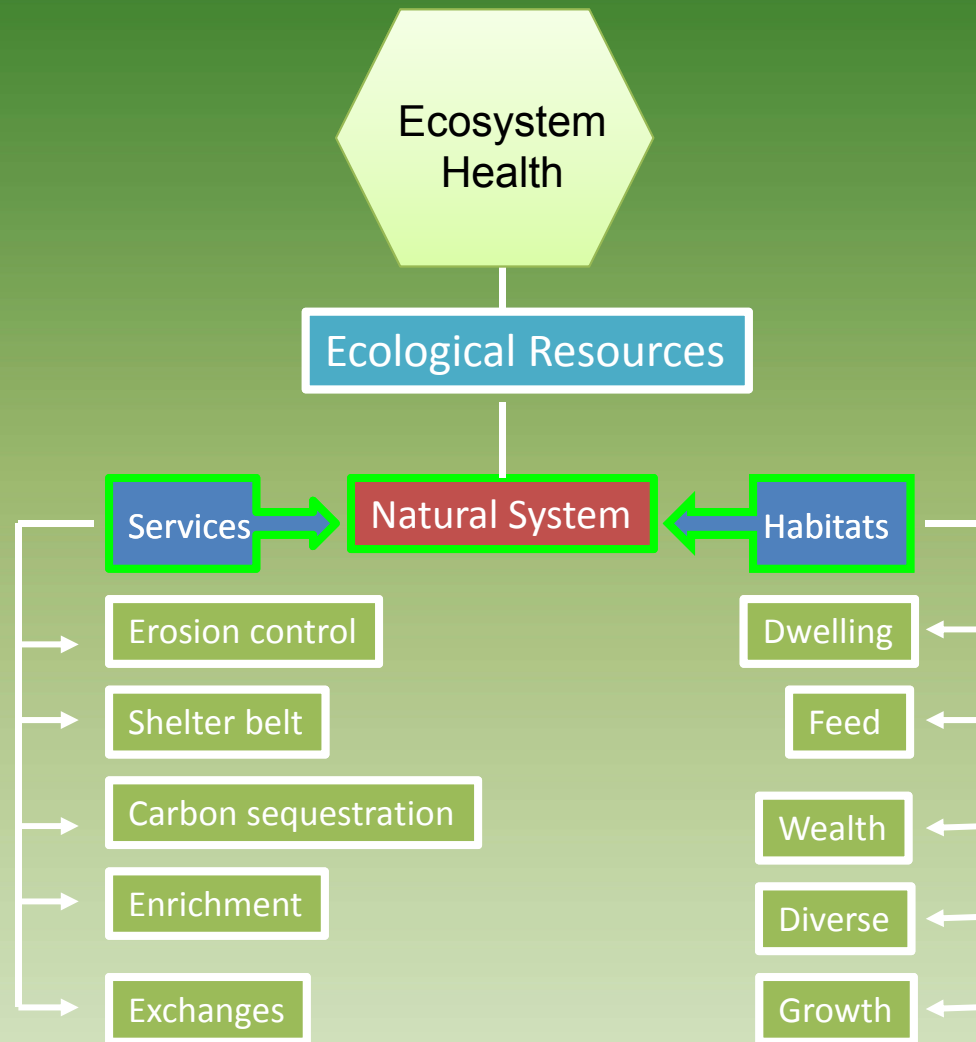 Ecosystem
Health
Ecological Resources
Services
Natural System
Habitats
Erosion control
Dwelling
Shelter belt
Feed
Carbon sequestration
Wealth
Enrichment
Diverse
Exchanges
Growth